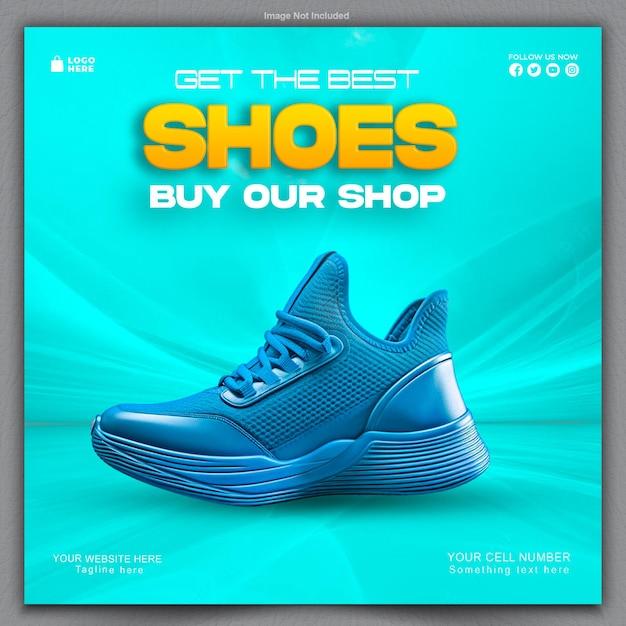 Image Not Included
LOGO
HERE
FOLLOW US NOW
GET THE BEST
SHOES
BUY OUR SHOP
YOUR WEBSITE HERE
Tagline here
YOUR CELL NUMBER
Something text here